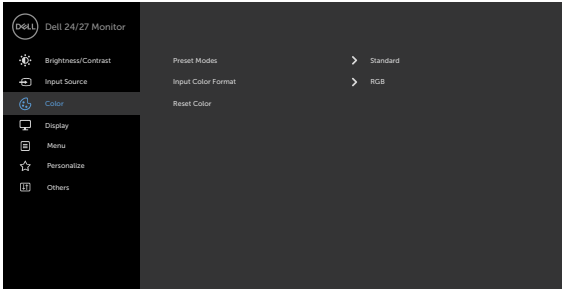 DELL Dell 24/27 Monitor
Brightness/Contrast Preset Modes Standard
Input Source Input Color Format RGB
Color Reset Color
Display
Menu
Personalize
Others